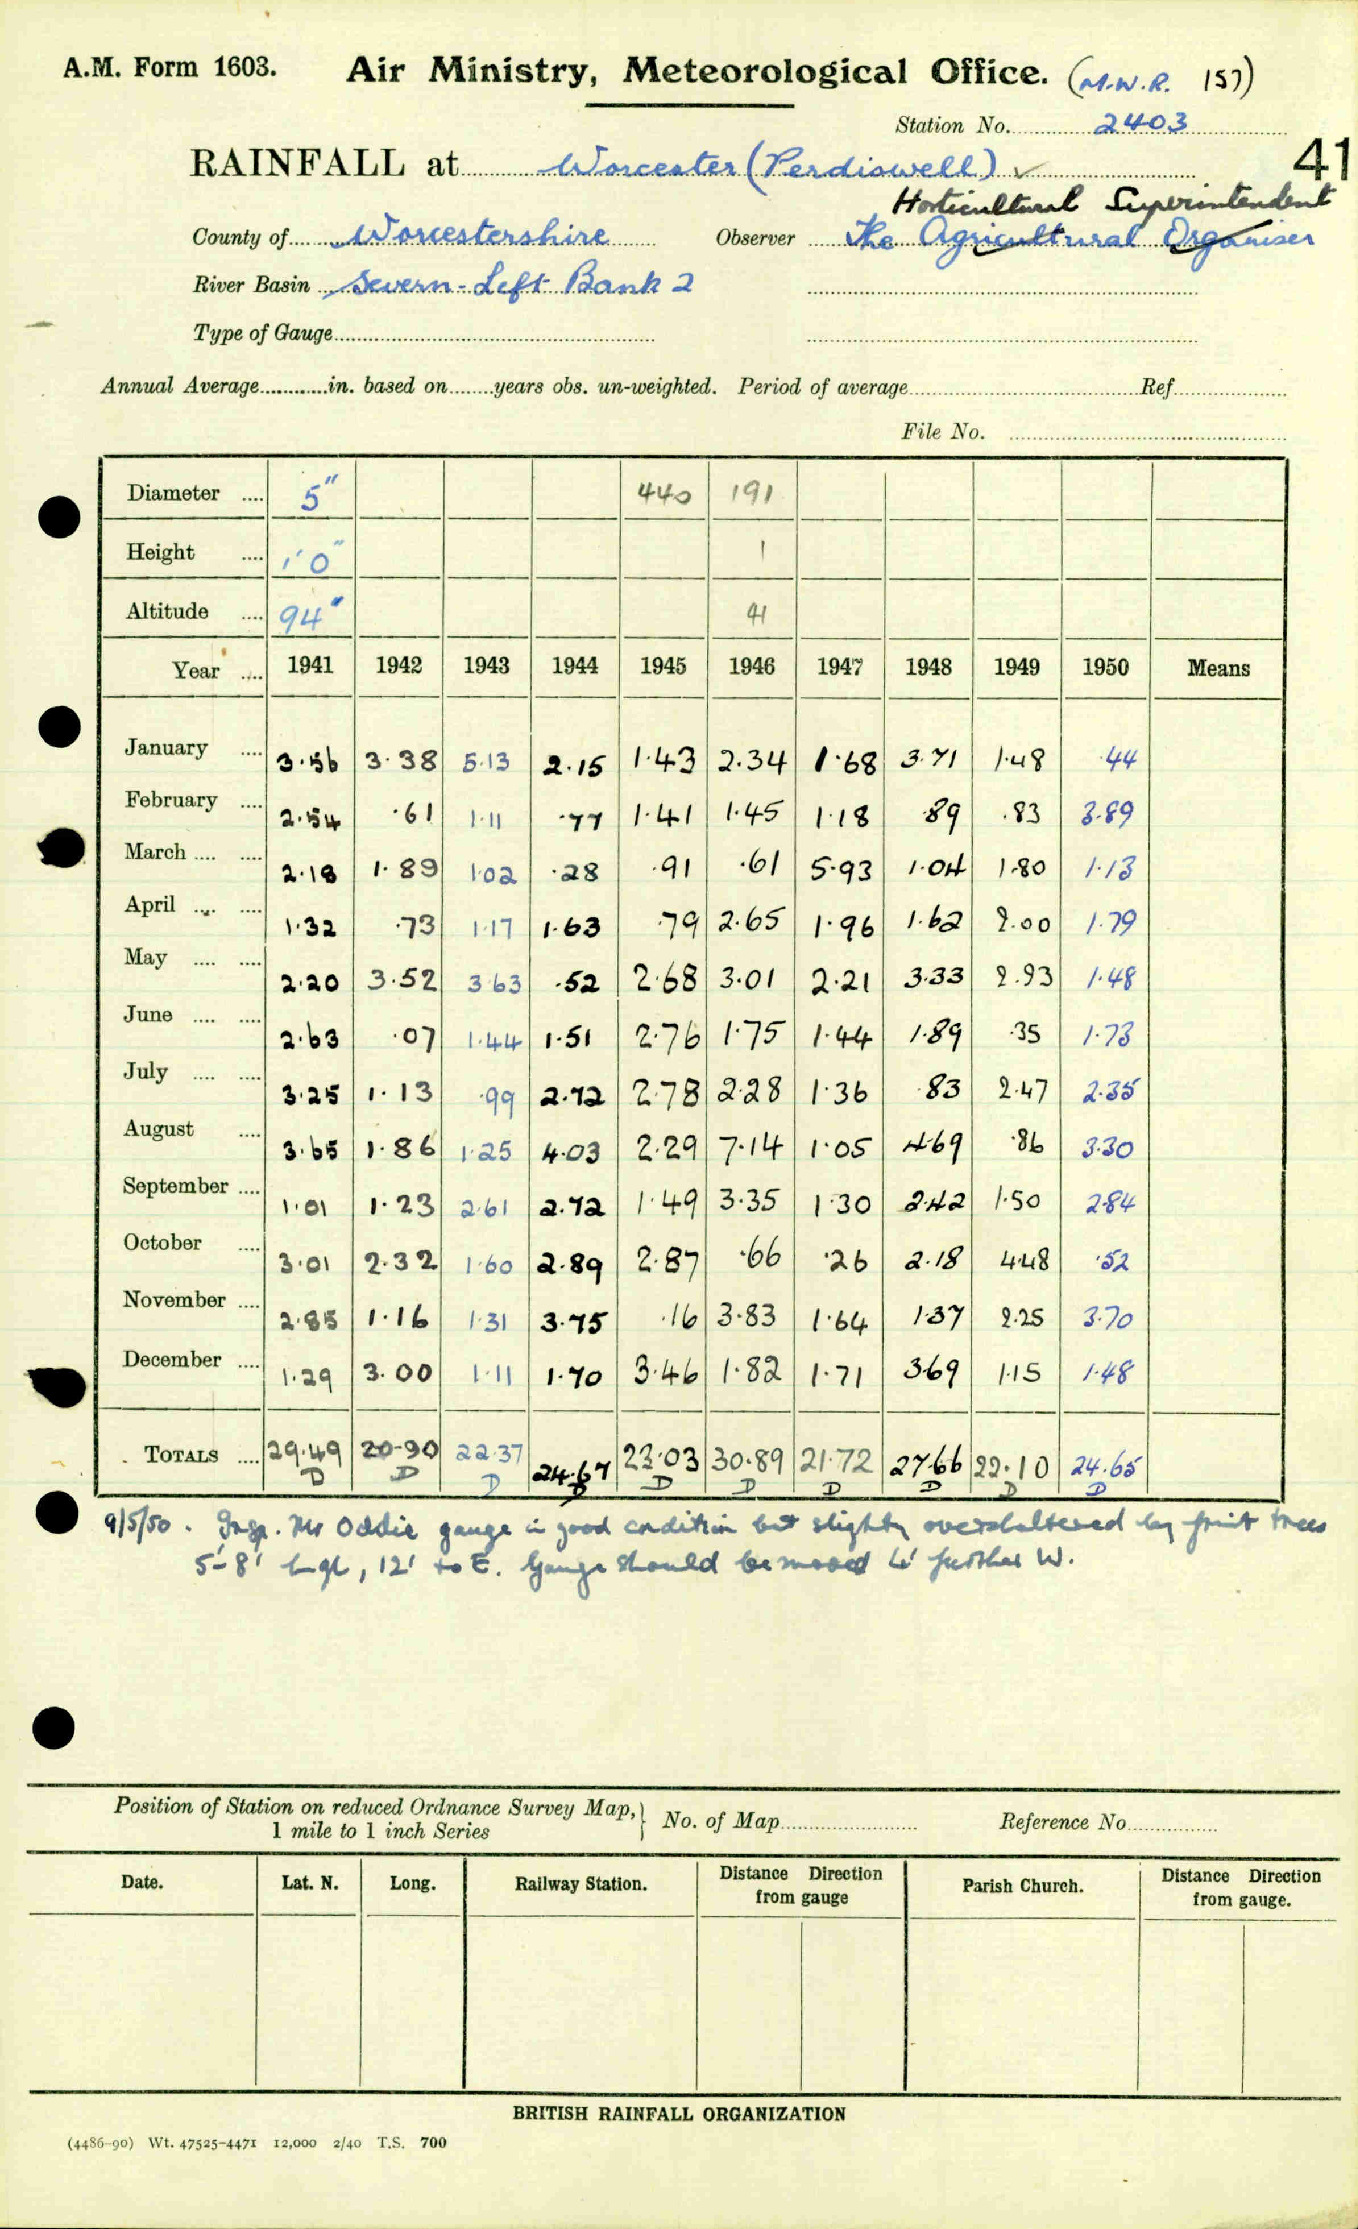 A.M. Form 1603. Air Ministry, Meteorological Office. (M.W.R. 157)
Station No. 2403
41
RAINFALL at Worcester (Perdiswell) ✓
Horticultural Superintendent
County of Worcestershire Observer The Agricultural Organiser
River Basin Severn - Left Bank 2
Type of Gauge
Annual Average in. based on years obs. un-weighted. Period of average Ref
File No.
Diameter 5" 440 191
Height 1' 0" 1
Altitude 94" 41
Year 1941 1942 1943 1944 1945 1946 1947 1948 1949 1950 Means
January 3.56 3.38 5.13 2.15 1.43 2.34 1.68 3.71 1.48 .44
February 2.54 .61 1.11 .77 1.41 1.45 1.18 .89 .83 3.89
March 2.18 1.89 1.02 .28 .91 .61 5.93 1.04 1.80 1.13
April 1.32 .73 1.17 1.63 .79 2.65 1.96 1.62 2.00 1.79
May 2.20 3.52 3.63 .52 2.68 3.01 2.21 3.33 2.93 1.48
June 2.63 .07 1.44 1.51 2.76 1.75 1.44 1.89 .35 1.73
July 3.25 1.13 .99 2.72 2.78 2.28 1.36 .83 2.47 2.35
August 3.65 1.86 1.25 4.03 2.29 7.14 1.05 4.69 .86 3.30
September 1.01 1.23 2.61 2.72 1.49 3.35 1.30 2.42 1.50 2.84
October 3.01 2.32 1.60 2.89 2.87 .66 .26 2.18 4.48 .52
November 2.85 1.16 1.31 3.75 .16 3.83 1.64 1.37 2.25 3.70
December 1.29 3.00 1.11 1.70 3.46 1.82 1.71 3.69 1.15 1.48
TOTALS 29.49 20.90 22.37 24.67 23.03 30.89 21.72 27.66 22.10 24.65
D D D D D D D D D D
9/5/50. Insp. Mr Oddie gauge in good condition but slightly oversheltered by fruit trees
5'-8' high, 12' to E. Gauge should be moved 4' further W.
Position of Station on reduced Ordnance Survey Map, } No. of Map Reference No
1 mile to 1 inch Series
Date. Lat. N. Long. Railway Station. Distance Direction from gauge Parish Church. Distance Direction from gauge.
BRITISH RAINFALL ORGANIZATION
(4486-90) Wt. 47525-4471 12,000 2/40 T.S. 700